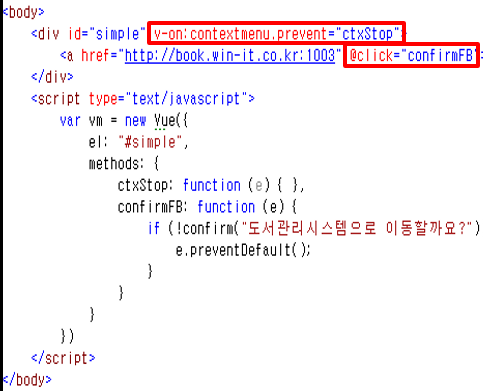 <body>
<div id="simple" v-on:contextmenu.prevent="ctxStop">
<a href="http://book.win-it.co.kr:1003" @click="confirmFB"
</div>
<script type="text/javascript">
var vm = new Vue({
el: "#simple",
methods: {
ctxStop: function (e) { },
confirmFB: function (e) {
if (!confirm("도서관리시스템으로 이동할까요?")
e.preventDefault();
}
}
}
})
</script>
</body>